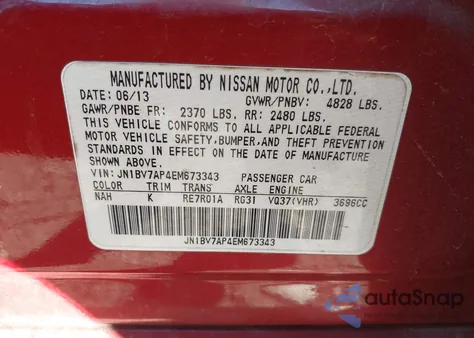 MANUFACTURED BY NISSAN MOTOR CO.,LTD.
DATE: 06/13 GVWR/PNBV: 4828 LBS.
GAWR/PNBE FR: 2370 LBS. RR: 2480 LBS.
THIS VEHICLE CONFORMS TO ALL APPLICABLE FEDERAL
MOTOR VEHICLE SAFETY,BUMPER,AND THEFT PREVENTION
STANDARDS IN EFFECT ON THE DATE OF MANUFACTURE
SHOWN ABOVE.
VIN: JN1BV7AP4EM673343 PASSENGER CAR
COLOR TRIM TRANS AXLE ENGINE
NAH K RE7R01A RG31 VQ37(VHR) 3696CC
JN1BV7AP4EM673343
autoSnap